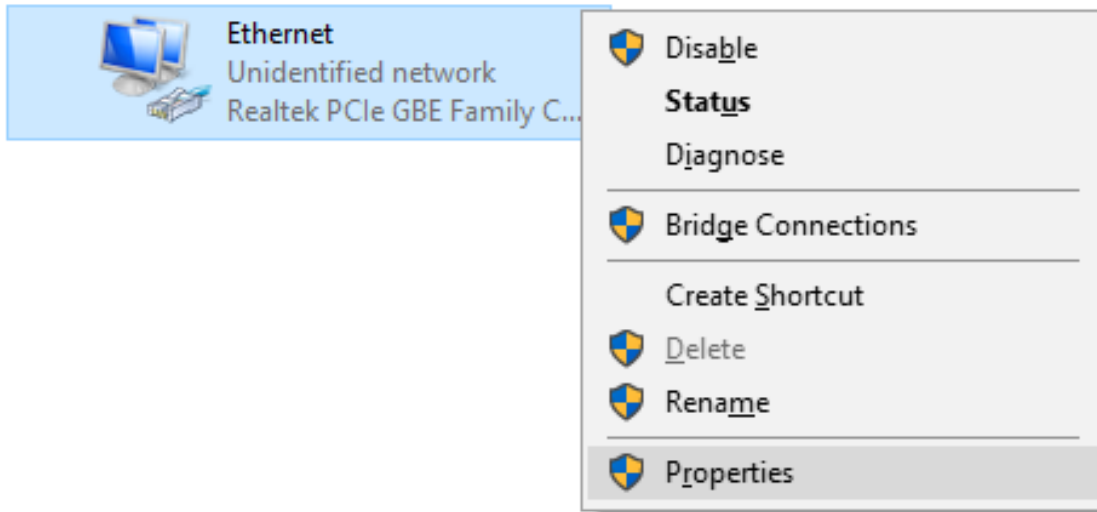 Ethernet
Unidentified network
Realtek PCIe GBE Family C...
Disable
Status
Diagnose
Bridge Connections
Create Shortcut
Delete
Rename
Properties